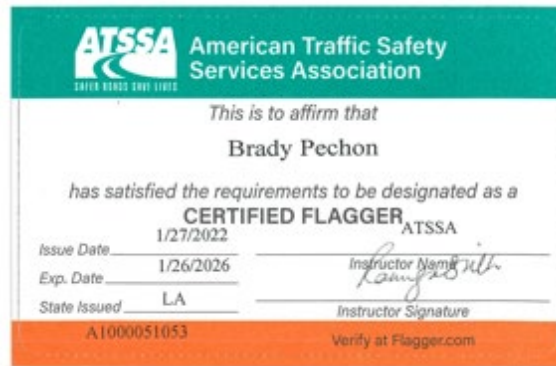 ATSSA
SAFER ROADS SAVE LIVES
American Traffic Safety
Services Association
This is to affirm that
Brady Pechon
has satisfied the requirements to be designated as a
CERTIFIED FLAGGER
ATSSA
Issue Date 1/27/2022
Instructor Name
Exp. Date 1/26/2026
State Issued LA
Instructor Signature
A1000051053
Verify at Flagger.com